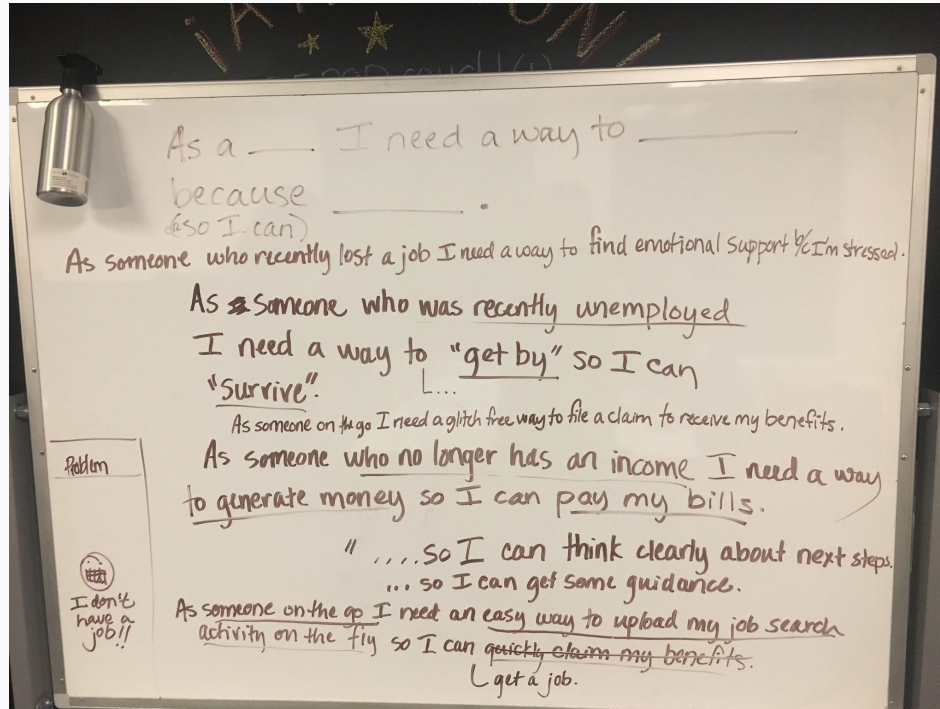 As a ____ I need a way to ________
because ________.
(so I can)
As someone who recently lost a job I need a way to find emotional support b/c I'm stressed.
As someone who was recently unemployed
I need a way to "get by" so I can
"survive". ...
As someone on the go I need a glitch free way to file a claim to receive my benefits.
As someone who no longer has an income I need a way
to generate money so I can pay my bills.
" ....so I can think clearly about next steps.
...so I can get some guidance.
As someone on the go I need an easy way to upload my job search
activity on the fly so I can quickly claim my benefits.
get a job.
Problem
I don't
have a
job!!